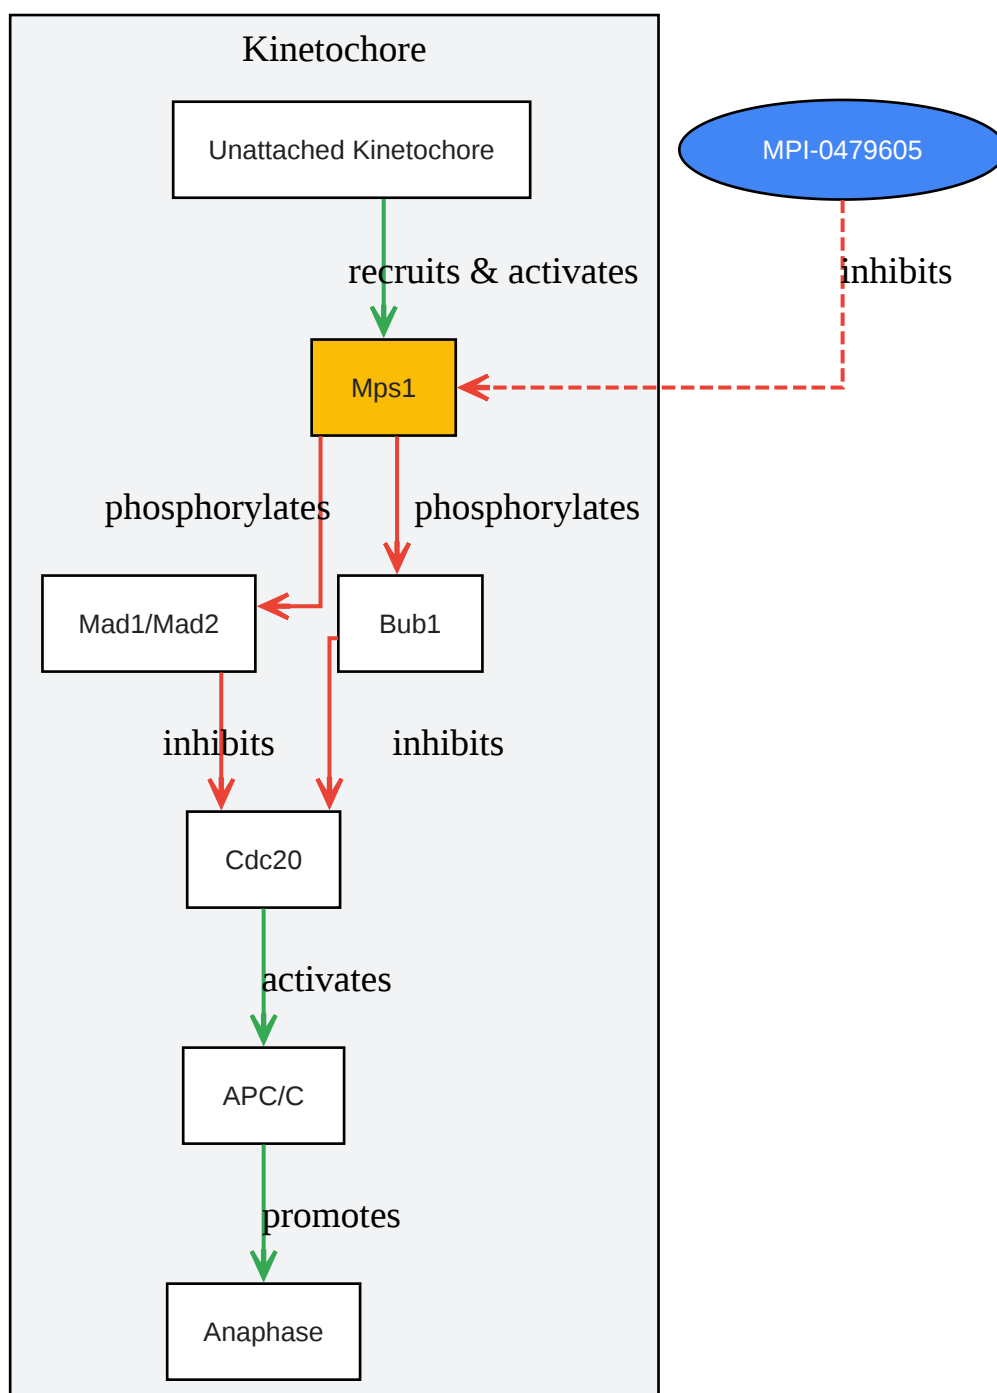 Kinetochore
Unattached Kinetochore
MPI-0479605
recruits & activates
inhibits
Mps1
phosphorylates
phosphorylates
Mad1/Mad2
Bub1
inhibits
inhibits
Cdc20
activates
APC/C
promotes
Anaphase